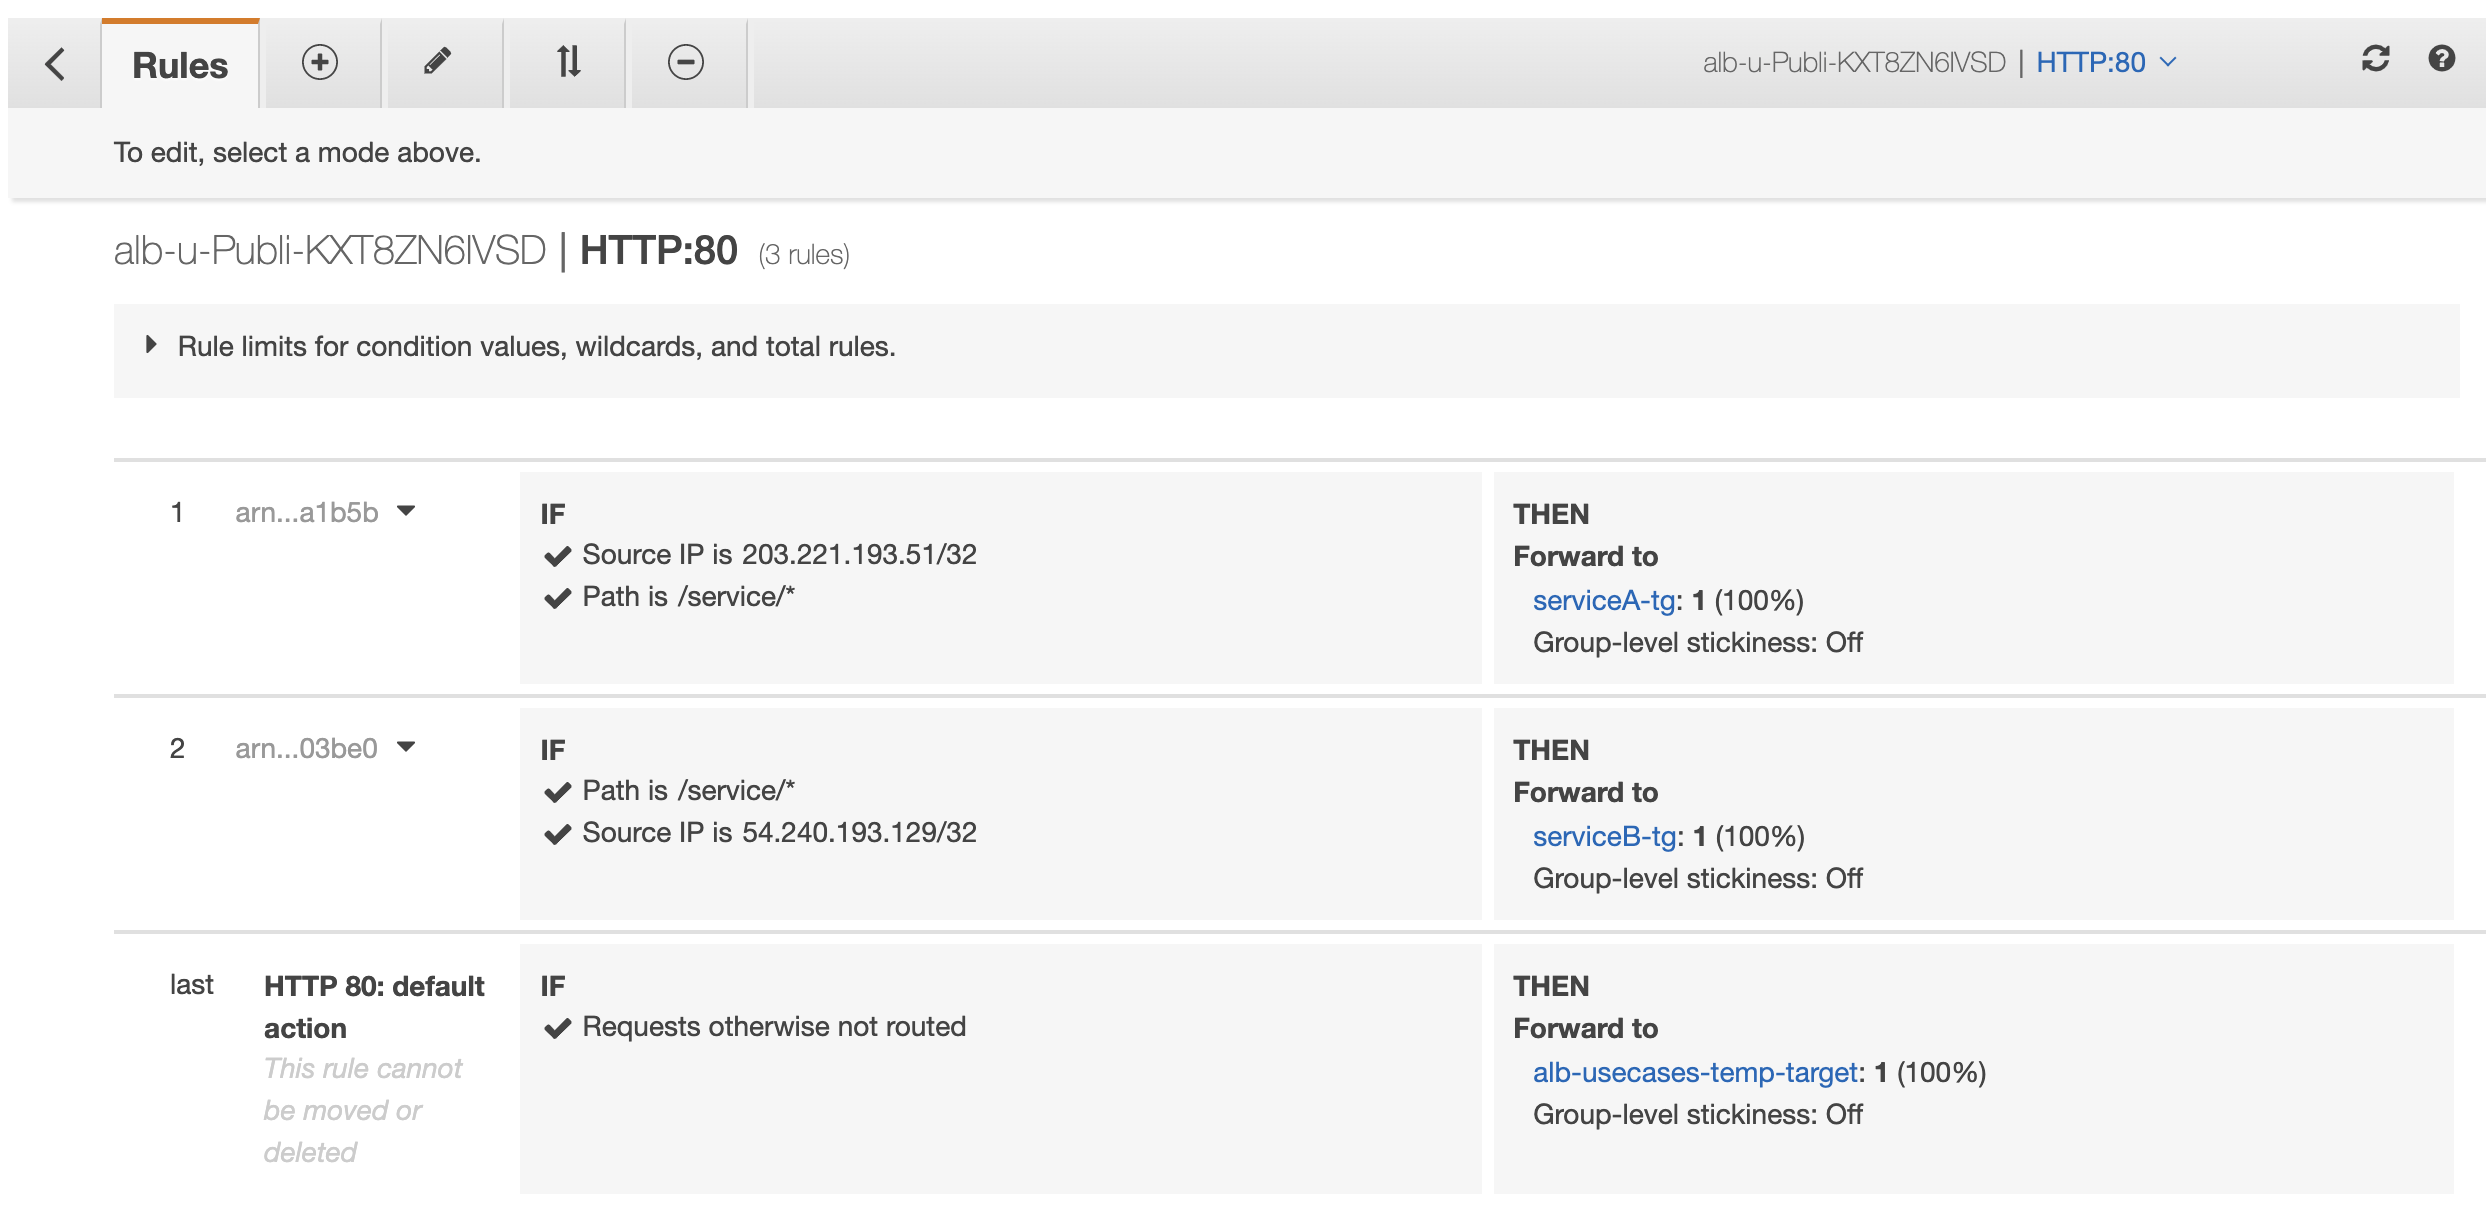 Rules
alb-u-Publi-KXT8ZN6IVSD | HTTP:80
To edit, select a mode above.
alb-u-Publi-KXT8ZN6IVSD | HTTP:80 (3 rules)
Rule limits for condition values, wildcards, and total rules.
1 arn...a1b5b
IF
Source IP is 203.221.193.51/32
Path is /service/*
THEN
Forward to
serviceA-tg: 1 (100%)
Group-level stickiness: Off
2 arn...03be0
IF
Path is /service/*
Source IP is 54.240.193.129/32
THEN
Forward to
serviceB-tg: 1 (100%)
Group-level stickiness: Off
last HTTP 80: default
action
This rule cannot
be moved or
deleted
IF
Requests otherwise not routed
THEN
Forward to
alb-usecases-temp-target: 1 (100%)
Group-level stickiness: Off